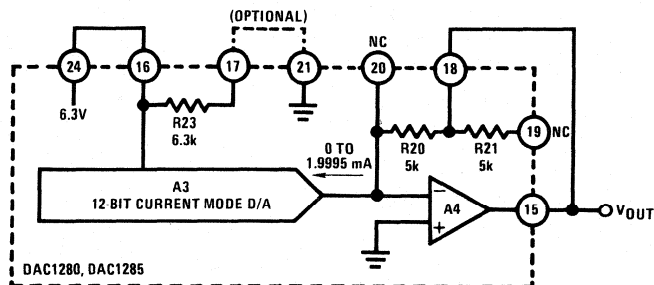 (OPTIONAL)
NC
24
16
17
21
20
18
6.3V
R23
6.3k
19
NC
0 TO
1.9995 mA
R20
5k
R21
5k
A3
12-BIT CURRENT MODE D/A
−
A4
+
15
VOUT
DAC1280, DAC1285